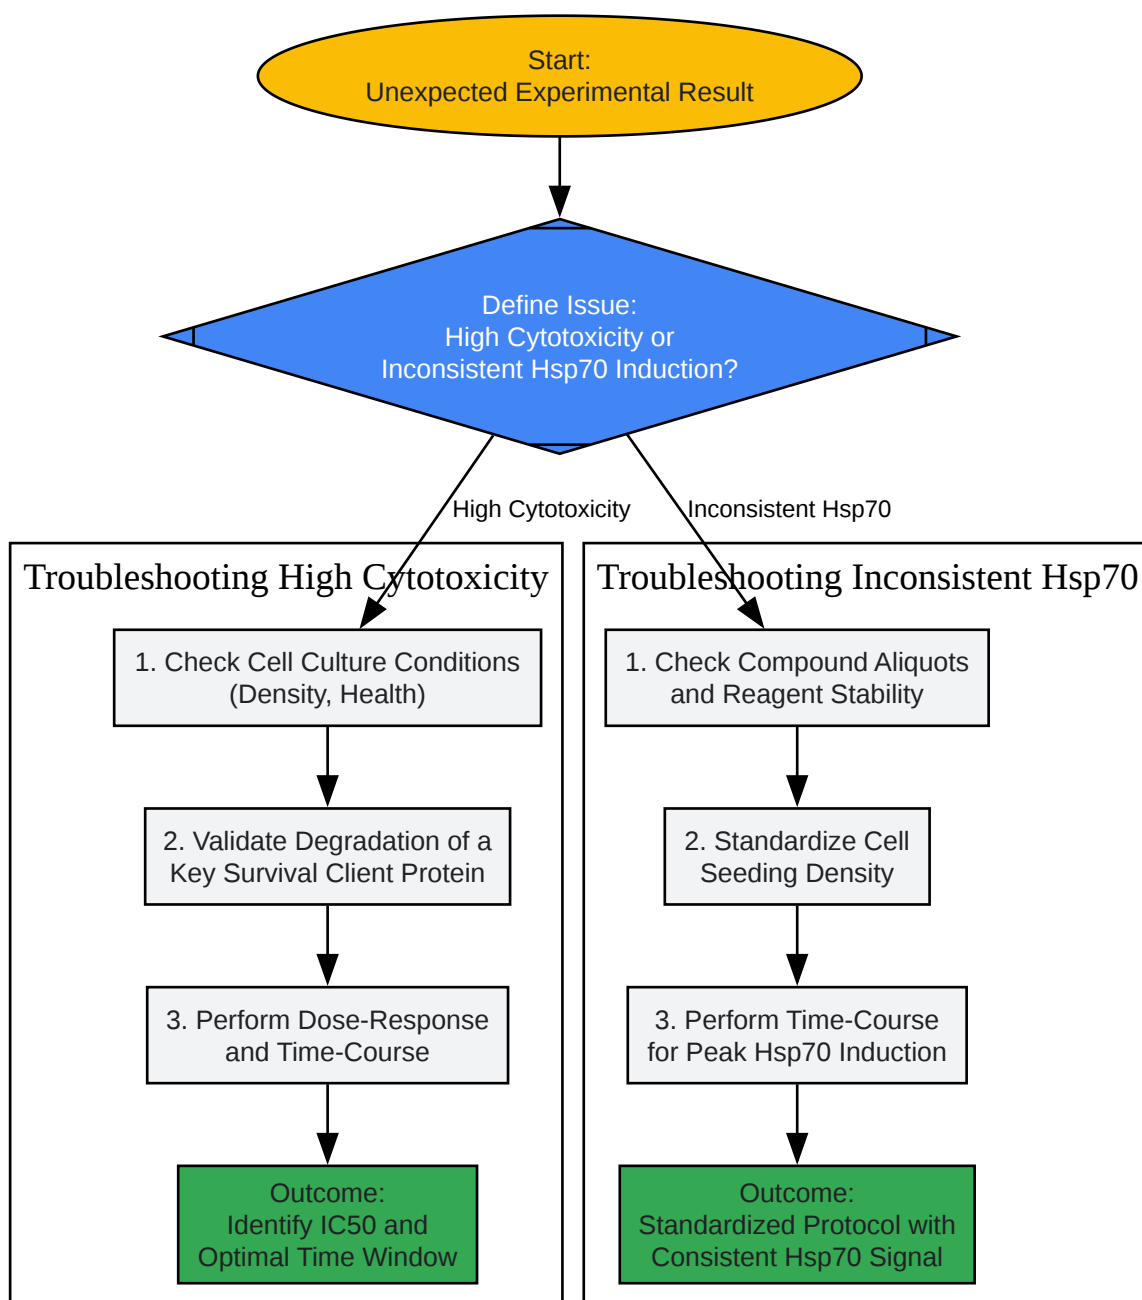 Start:
Unexpected Experimental Result
Define Issue:
High Cytotoxicity or
Inconsistent Hsp70 Induction?
High Cytotoxicity
Inconsistent Hsp70
Troubleshooting High Cytotoxicity
1. Check Cell Culture Conditions
(Density, Health)
2. Validate Degradation of a
Key Survival Client Protein
3. Perform Dose-Response
and Time-Course
Outcome:
Identify IC50 and
Optimal Time Window
Troubleshooting Inconsistent Hsp70
1. Check Compound Aliquots
and Reagent Stability
2. Standardize Cell
Seeding Density
3. Perform Time-Course
for Peak Hsp70 Induction
Outcome:
Standardized Protocol with
Consistent Hsp70 Signal